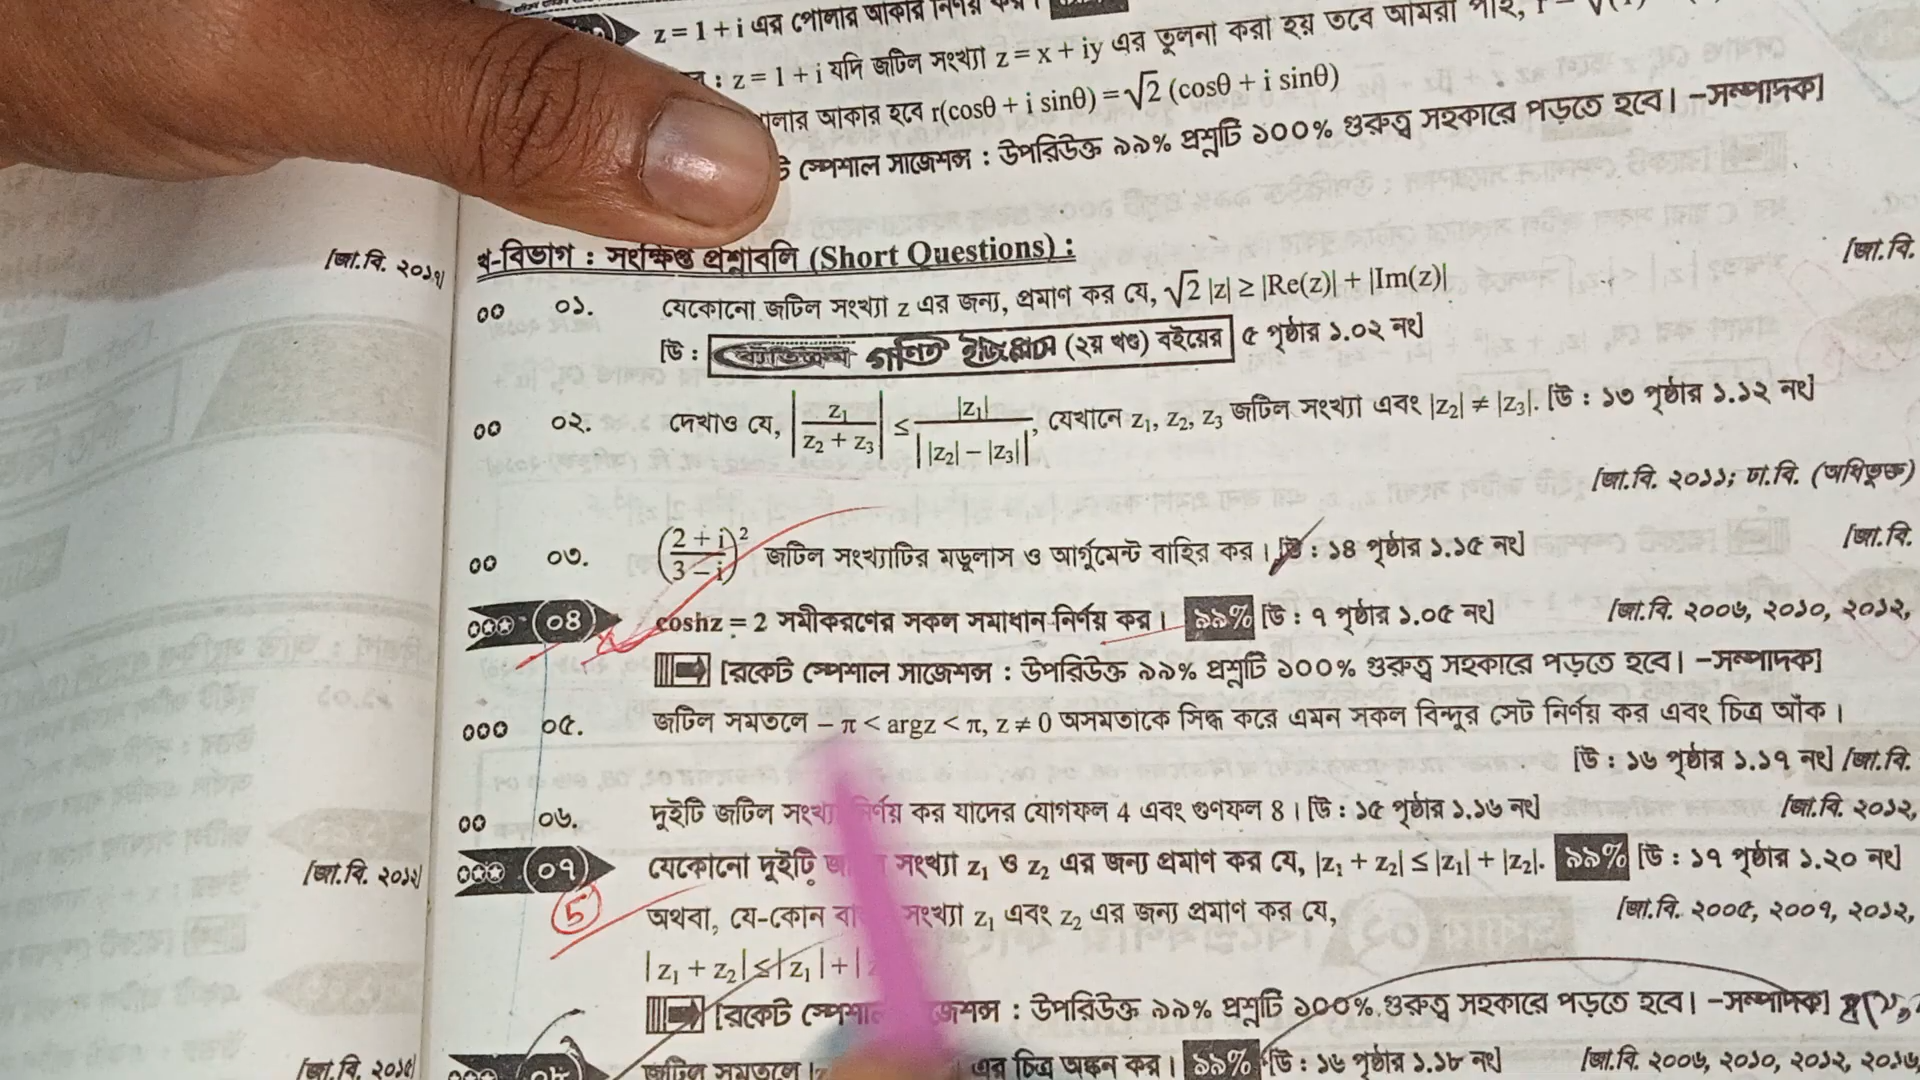 z = 1 + i এর পোলার আকার নির্ণয় কর।
: z = 1 + i যদি জটিল সংখ্যা z = x + iy এর তুলনা করা হয় তবে আমরা পাই,
আকার হবে r(cosθ + i sinθ) = √2 (cosθ + i sinθ)
স্পেশাল সাজেশন্স : উপরিউক্ত ৯৯% প্রশ্নটি ১০০% গুরুত্ব সহকারে পড়তে হবে। –সম্পাদক]
খ-বিভাগ : সংক্ষিপ্ত প্রশ্নাবলি (Short Questions) :
[জা.বি. ২০১৭] [জা.বি.
০১. যেকোনো জটিল সংখ্যা z এর জন্য, প্রমাণ কর যে, √2 |z| ≥ |Re(z)| + |Im(z)|
[উ : গণিত (২য় খণ্ড) বইয়ের ৫ পৃষ্ঠার ১.০২ নং]
০২. দেখাও যে, |z₁/(z₂ + z₃)| ≤ |z₁|/||z₂| – |z₃||, যেখানে z₁, z₂, z₃ জটিল সংখ্যা এবং |z₂| ≠ |z₃|. [উ : ১৩ পৃষ্ঠার ১.১২ নং]
[জা.বি. ২০১১; ঢা.বি. (অধিভুক্ত)
০৩. ((2 + i)/(3 – i))² জটিল সংখ্যাটির মডুলাস ও আর্গুমেন্ট বাহির কর। [উ : ১৪ পৃষ্ঠার ১.১৫ নং] [জা.বি.
০৪ coshz = 2 সমীকরণের সকল সমাধান নির্ণয় কর। ৯৯% [উ : ৭ পৃষ্ঠার ১.০৫ নং] [জা.বি. ২০০৬, ২০১০, ২০১২,
[রকেট স্পেশাল সাজেশন্স : উপরিউক্ত ৯৯% প্রশ্নটি ১০০% গুরুত্ব সহকারে পড়তে হবে। –সম্পাদক]
০৫. জটিল সমতলে – π < argz < π, z ≠ 0 অসমতাকে সিদ্ধ করে এমন সকল বিন্দুর সেট নির্ণয় কর এবং চিত্র আঁক।
[উ : ১৬ পৃষ্ঠার ১.১৭ নং] [জা.বি.
০৬. দুইটি জটিল সংখ্যা নির্ণয় কর যাদের যোগফল 4 এবং গুণফল 8। [উ : ১৫ পৃষ্ঠার ১.১৬ নং] [জা.বি. ২০১২,
[জা.বি. ২০১২] ০৭ যেকোনো দুইটি সংখ্যা z₁ ও z₂ এর জন্য প্রমাণ কর যে, |z₁ + z₂| ≤ |z₁| + |z₂|. ৯৯% [উ : ১৭ পৃষ্ঠার ১.২০ নং]
5 অথবা, যে-কোন সংখ্যা z₁ এবং z₂ এর জন্য প্রমাণ কর যে, [জা.বি. ২০০৫, ২০০৭, ২০১২,
|z₁ + z₂| ≤ |z₁| + |
[রকেট স্পেশাল সাজেশন্স : উপরিউক্ত ৯৯% প্রশ্নটি ১০০% গুরুত্ব সহকারে পড়তে হবে। –সম্পাদক]
[জা.বি. ২০১৫] ০৮ জটিল সমতলে এর চিত্র অঙ্কন কর। ৯৯% [উ : ১৬ পৃষ্ঠার ১.১৮ নং] [জা.বি. ২০০৬, ২০১০, ২০১২, ২০১৬